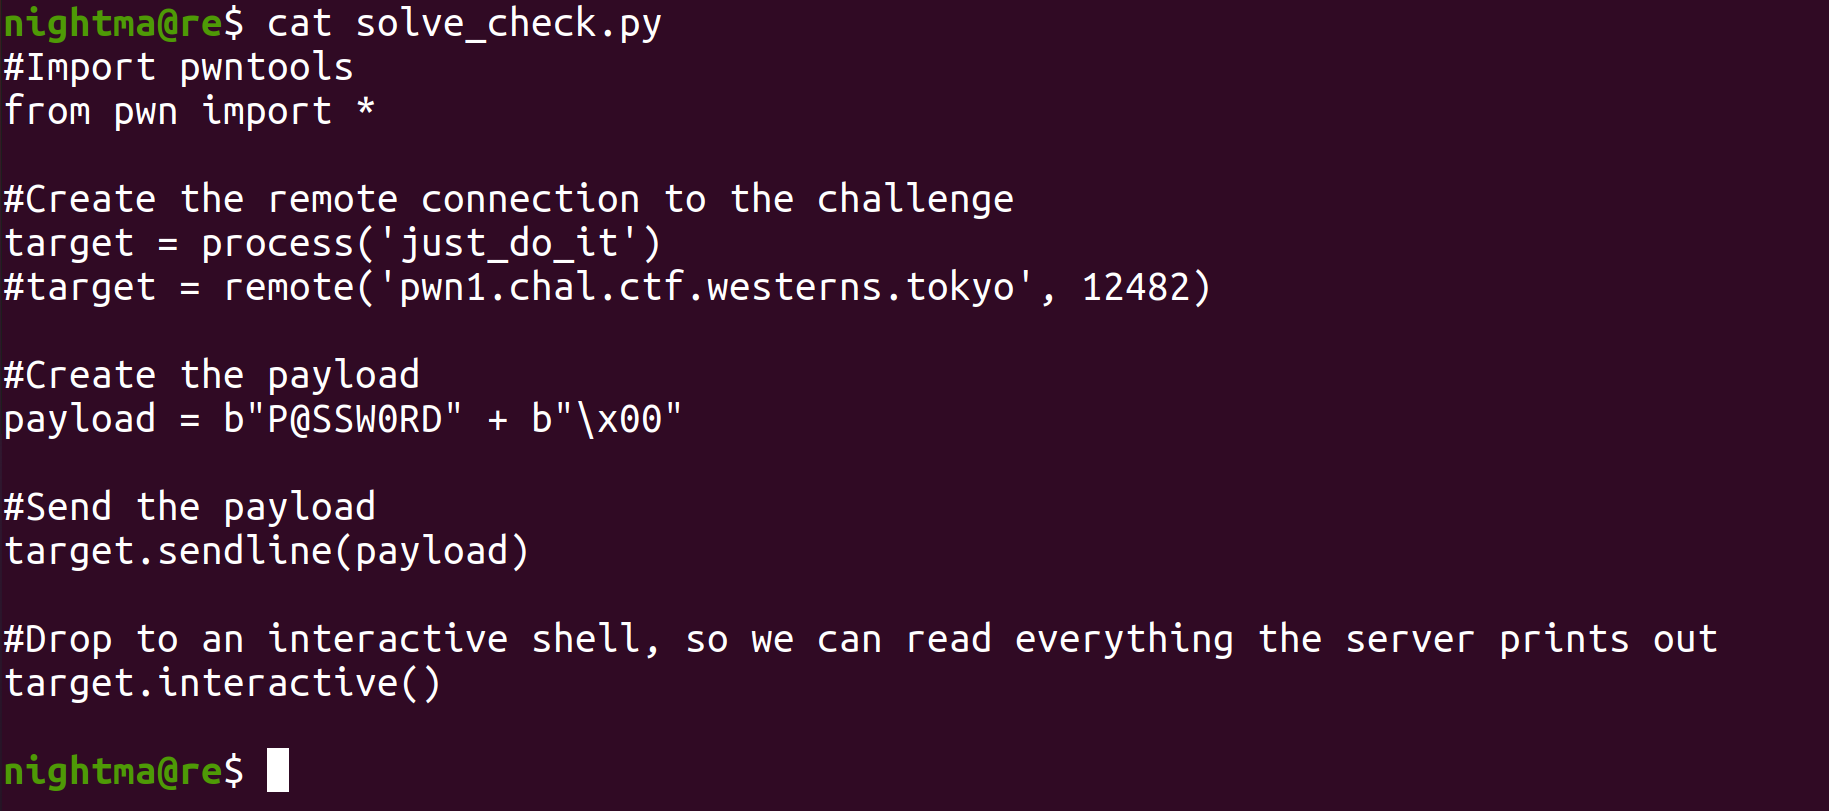 nightma@re$ cat solve_check.py
#Import pwntools
from pwn import *
#Create the remote connection to the challenge
target = process('just_do_it')
#target = remote('pwn1.chal.ctf.westerns.tokyo', 12482)
#Create the payload
payload = b"P@SSW0RD" + b"\x00"
#Send the payload
target.sendline(payload)
#Drop to an interactive shell, so we can read everything the server prints out
target.interactive()
nightma@re$